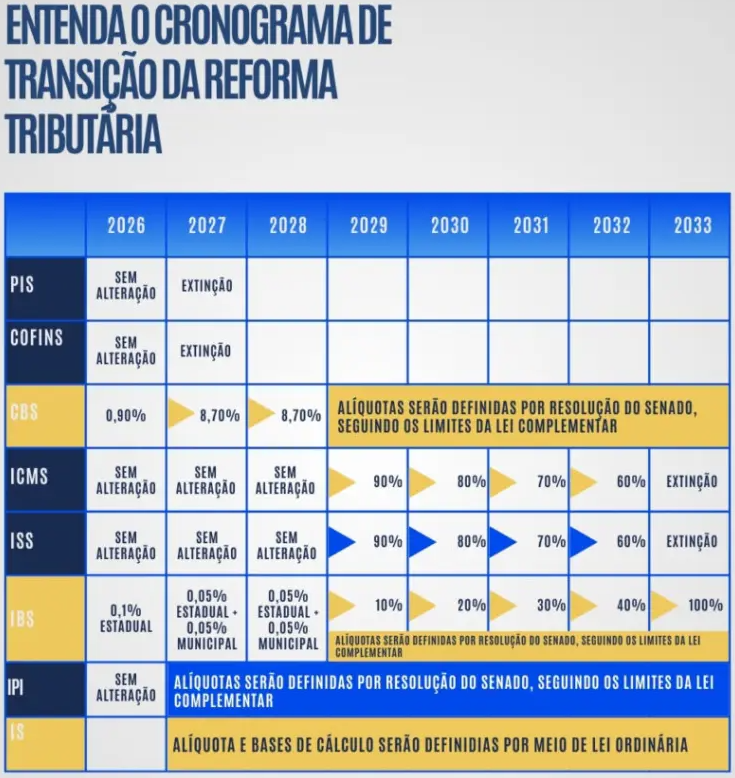 ENTENDA O CRONOGRAMA DE
TRANSIÇÃO DA REFORMA
TRIBUTÁRIA
2026 2027 2028 2029 2030 2031 2032 2033
PIS
SEM
ALTERAÇÃO
EXTINÇÃO
COFINS
SEM
ALTERAÇÃO
EXTINÇÃO
CBS
0,90%
8,70%
8,70%
ALÍQUOTAS SERÃO DEFINIDAS POR RESOLUÇÃO DO SENADO,
SEGUINDO OS LIMITES DA LEI COMPLEMENTAR
ICMS
SEM
ALTERAÇÃO
SEM
ALTERAÇÃO
SEM
ALTERAÇÃO
90%
80%
70%
60%
EXTINÇÃO
ISS
SEM
ALTERAÇÃO
SEM
ALTERAÇÃO
SEM
ALTERAÇÃO
90%
80%
70%
60%
EXTINÇÃO
IBS
0,1%
ESTADUAL
0,05%
ESTADUAL +
0,05%
MUNICIPAL
0,05%
ESTADUAL +
0,05%
MUNICIPAL
10%
20%
30%
40%
100%
ALÍQUOTAS SERÃO DEFINIDAS POR RESOLUÇÃO DO SENADO, SEGUINDO OS LIMITES DA LEI
COMPLEMENTAR
IPI
SEM
ALTERAÇÃO
ALÍQUOTAS SERÃO DEFINIDAS POR RESOLUÇÃO DO SENADO, SEGUINDO OS LIMITES DA LEI
COMPLEMENTAR
IS
ALÍQUOTA E BASES DE CÁLCULO SERÃO DEFINIDIAS POR MEIO DE LEI ORDINÁRIA